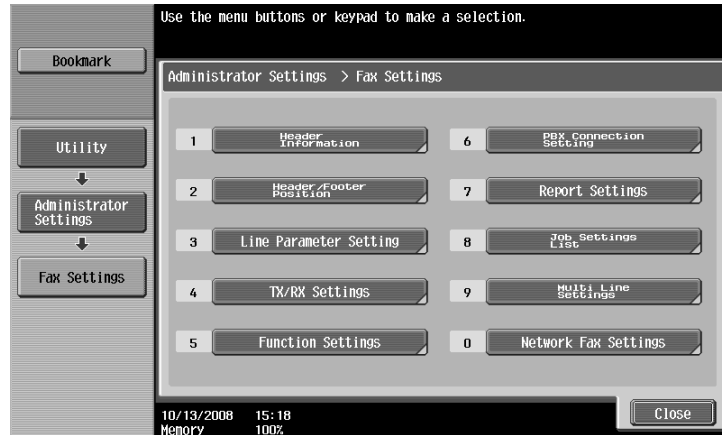 Use the menu buttons or keypad to make a selection.
Bookmark
Administrator Settings > Fax Settings
Utility
Administrator
Settings
Fax Settings
1 Header
Information
2 Header/Footer
Position
3 Line Parameter Setting
4 TX/RX Settings
5 Function Settings
6 PBX Connection
Setting
7 Report Settings
8 Job Settings
List
9 Multi Line
Settings
0 Network Fax Settings
10/13/2008 15:18
Memory 100%
Close